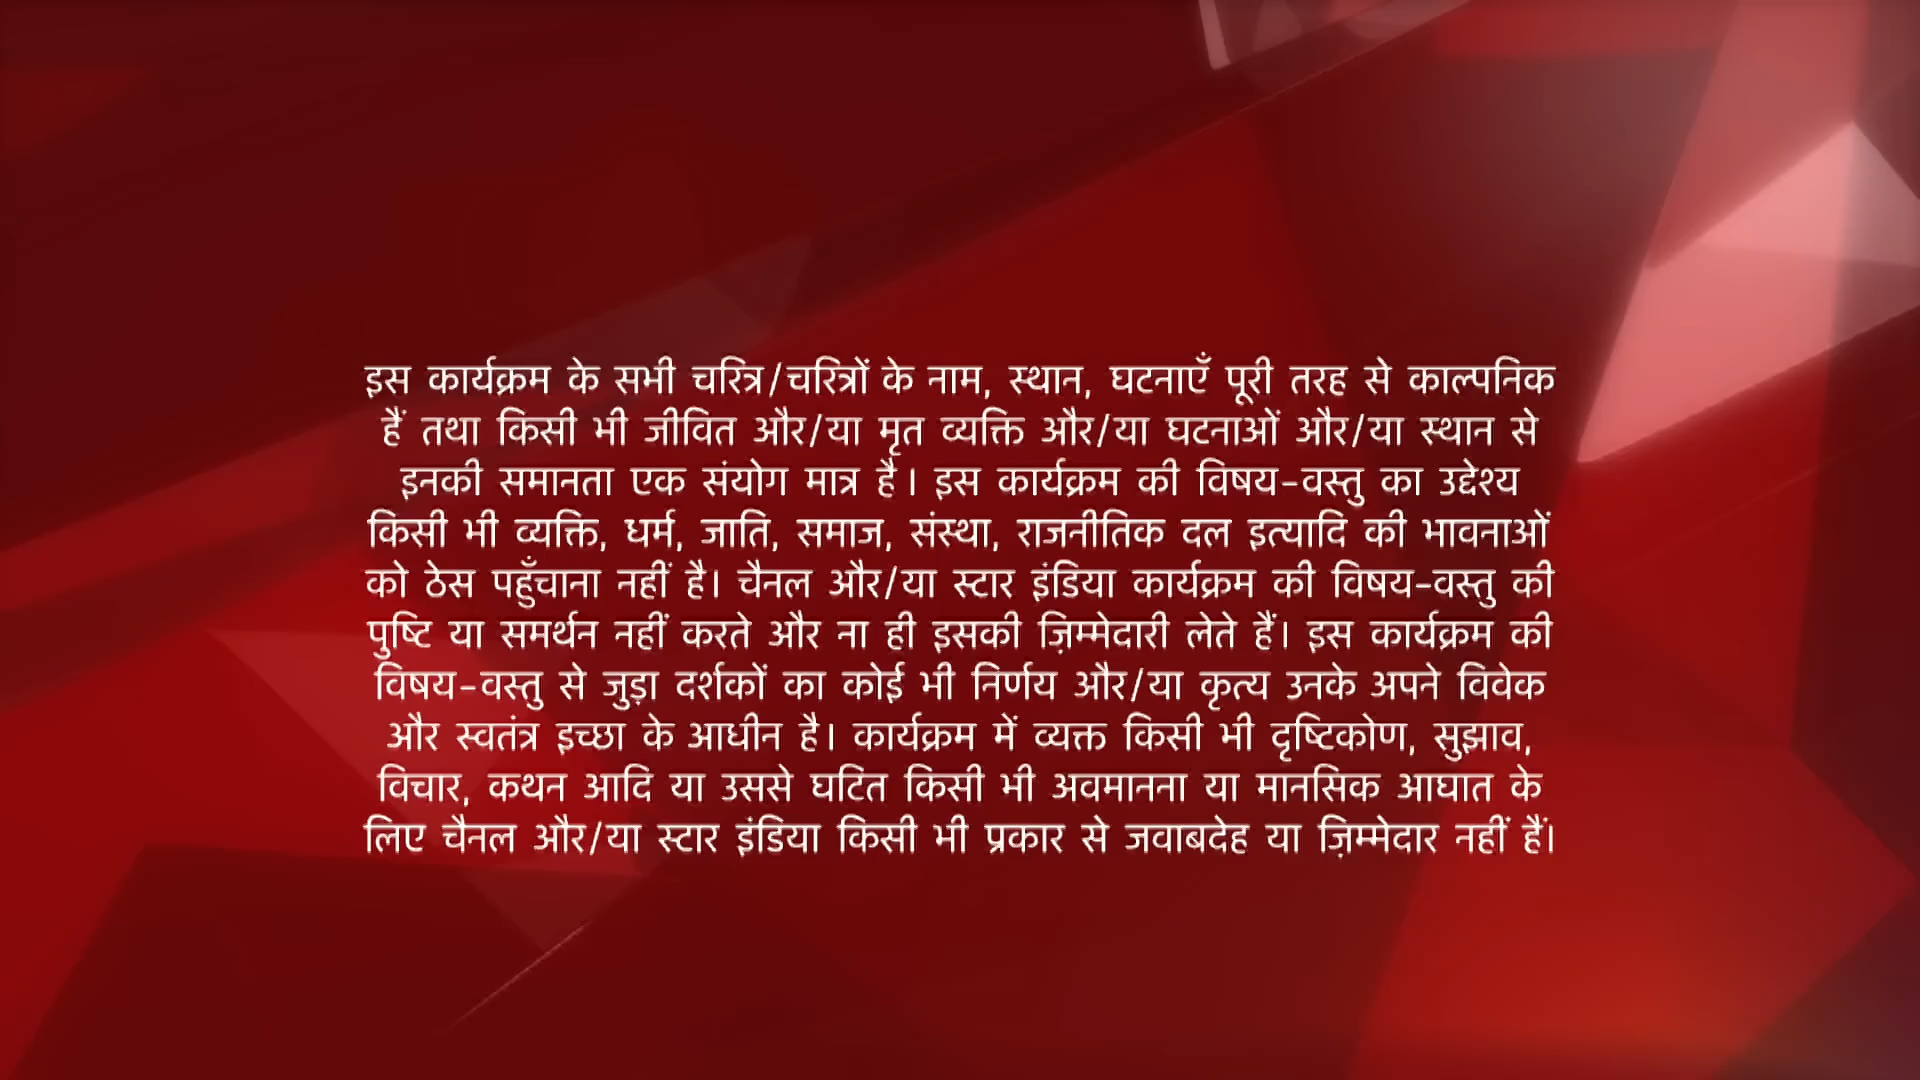 इस कार्यक्रम के सभी चरित्र/चरित्रों के नाम, स्थान, घटनाएँ पूरी तरह से काल्पनिक
हैं तथा किसी भी जीवित और/या मृत व्यक्ति और/या घटनाओं और/या स्थान से
इनकी समानता एक संयोग मात्र है। इस कार्यक्रम की विषय-वस्तु का उद्देश्य
किसी भी व्यक्ति, धर्म, जाति, समाज, संस्था, राजनीतिक दल इत्यादि की भावनाओं
को ठेस पहुँचाना नहीं है। चैनल और/या स्टार इंडिया कार्यक्रम की विषय-वस्तु की
पुष्टि या समर्थन नहीं करते और ना ही इसकी ज़िम्मेदारी लेते हैं। इस कार्यक्रम की
विषय-वस्तु से जुड़ा दर्शकों का कोई भी निर्णय और/या कृत्य उनके अपने विवेक
और स्वतंत्र इच्छा के आधीन है। कार्यक्रम में व्यक्त किसी भी दृष्टिकोण, सुझाव,
विचार, कथन आदि या उससे घटित किसी भी अवमानना या मानसिक आघात के
लिए चैनल और/या स्टार इंडिया किसी भी प्रकार से जवाबदेह या ज़िम्मेदार नहीं हैं।